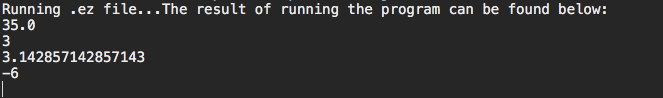 Running .ez file...The result of running the program can be found below:
35.0
3
3.142857142857143
-6